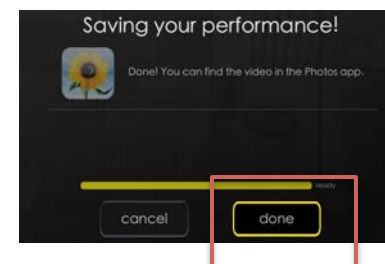 Saving your performance!
Done! You can find the video in the Photos app.
ready
cancel
done